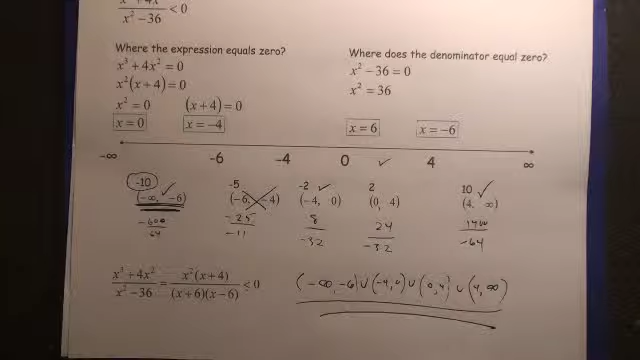 x³ + 4x²
x² − 36 < 0
Where the expression equals zero?
Where does the denominator equal zero?
x³ + 4x² = 0
x² − 36 = 0
x²(x + 4) = 0
x² = 36
x² = 0 (x + 4) = 0
x = 0 x = −4
x = 6 x = −6
−∞ -6 -4 0 ✓ 4 ∞
-10 ✓ -5 -2 ✓ 2 10 ✓
(−∞, −6) (−6, −4) (−4, 0) (0, 4) (4, ∞)
-600 -25 8 24 1400
64 -11 -32 -32 -64
x³ + 4x² = x²(x + 4) < 0
x² − 36 (x + 6)(x − 6)
(-∞, -6) ∪ (-4, 0) ∪ (0, 4) ∪ (4, ∞)